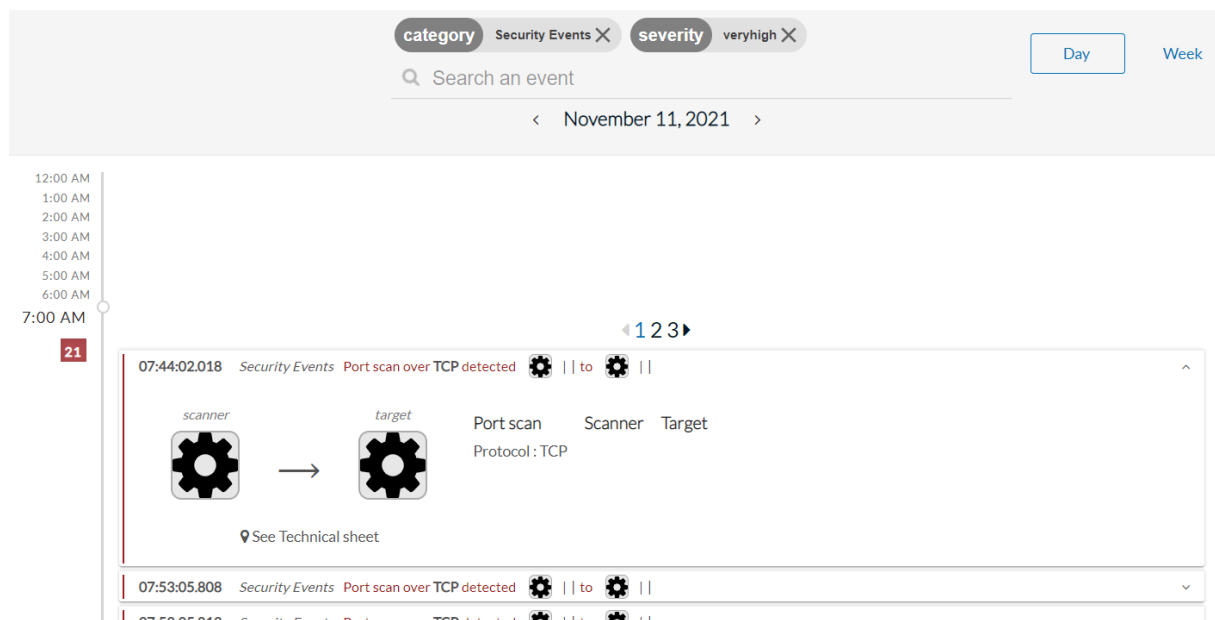 category Security Events severity veryhigh
Day Week
Search an event
November 11, 2021
12:00 AM
1:00 AM
2:00 AM
3:00 AM
4:00 AM
5:00 AM
6:00 AM
7:00 AM
1 2 3
21
07:44:02.018 Security Events Port scan over TCP detected | | to | |
scanner target
Port scan Scanner Target
Protocol : TCP
See Technical sheet
07:53:05.808 Security Events Port scan over TCP detected | | to | |